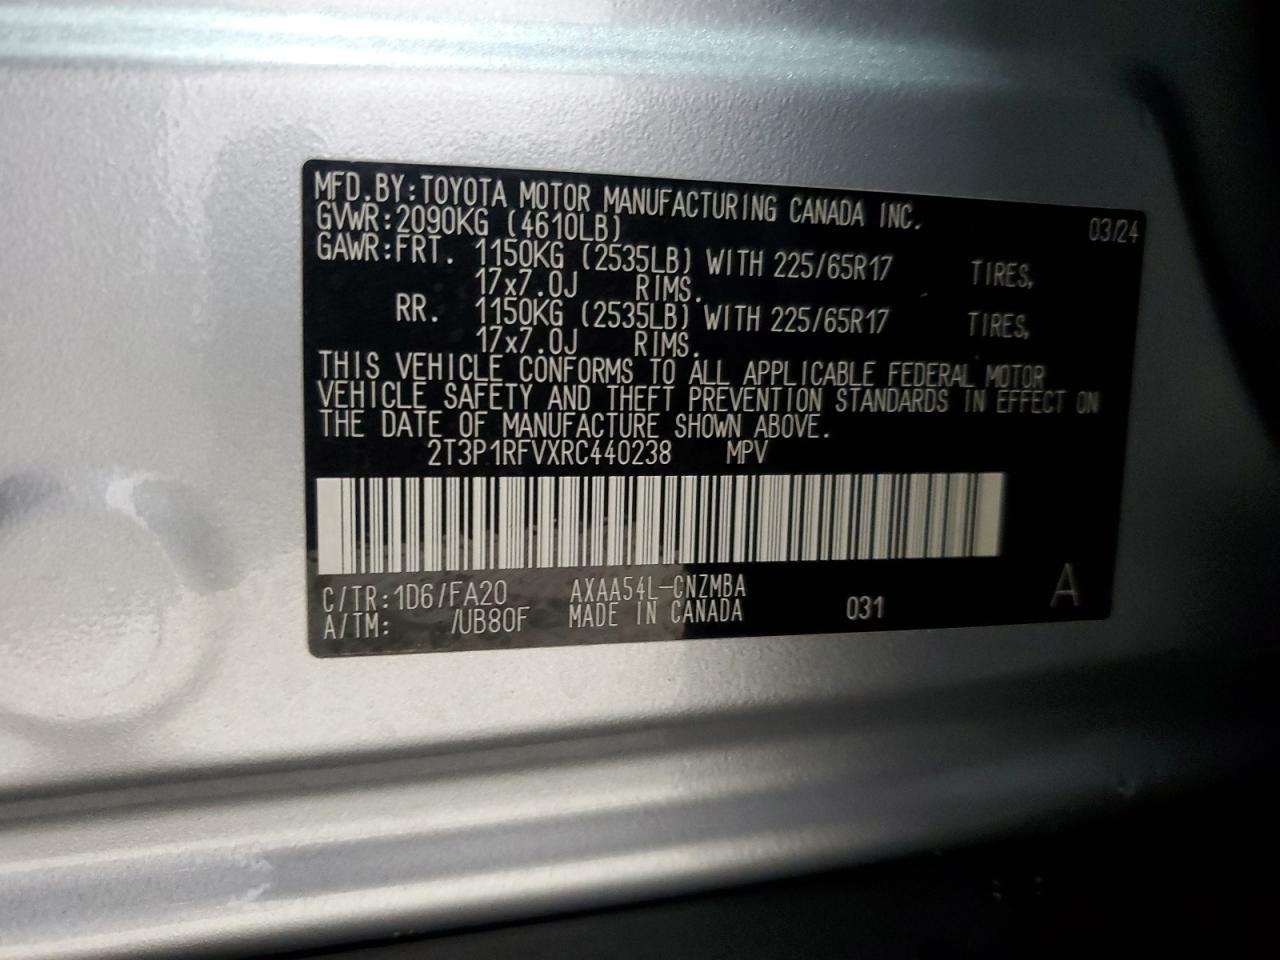 MFD.BY:TOYOTA MOTOR MANUFACTURING CANADA INC. 03/24
GVWR:2090KG (4610LB)
GAWR:FRT. 1150KG (2535LB) WITH 225/65R17 TIRES,
17x7.0J RIMS.
RR. 1150KG (2535LB) WITH 225/65R17 TIRES,
17x7.0J RIMS.
THIS VEHICLE CONFORMS TO ALL APPLICABLE FEDERAL MOTOR
VEHICLE SAFETY AND THEFT PREVENTION STANDARDS IN EFFECT ON
THE DATE OF MANUFACTURE SHOWN ABOVE.
2T3P1RFVXRC440238 MPV
C/TR:1D6/FA20 AXAA54L-CNZMBA
A/TM: /UB80F MADE IN CANADA 031 A